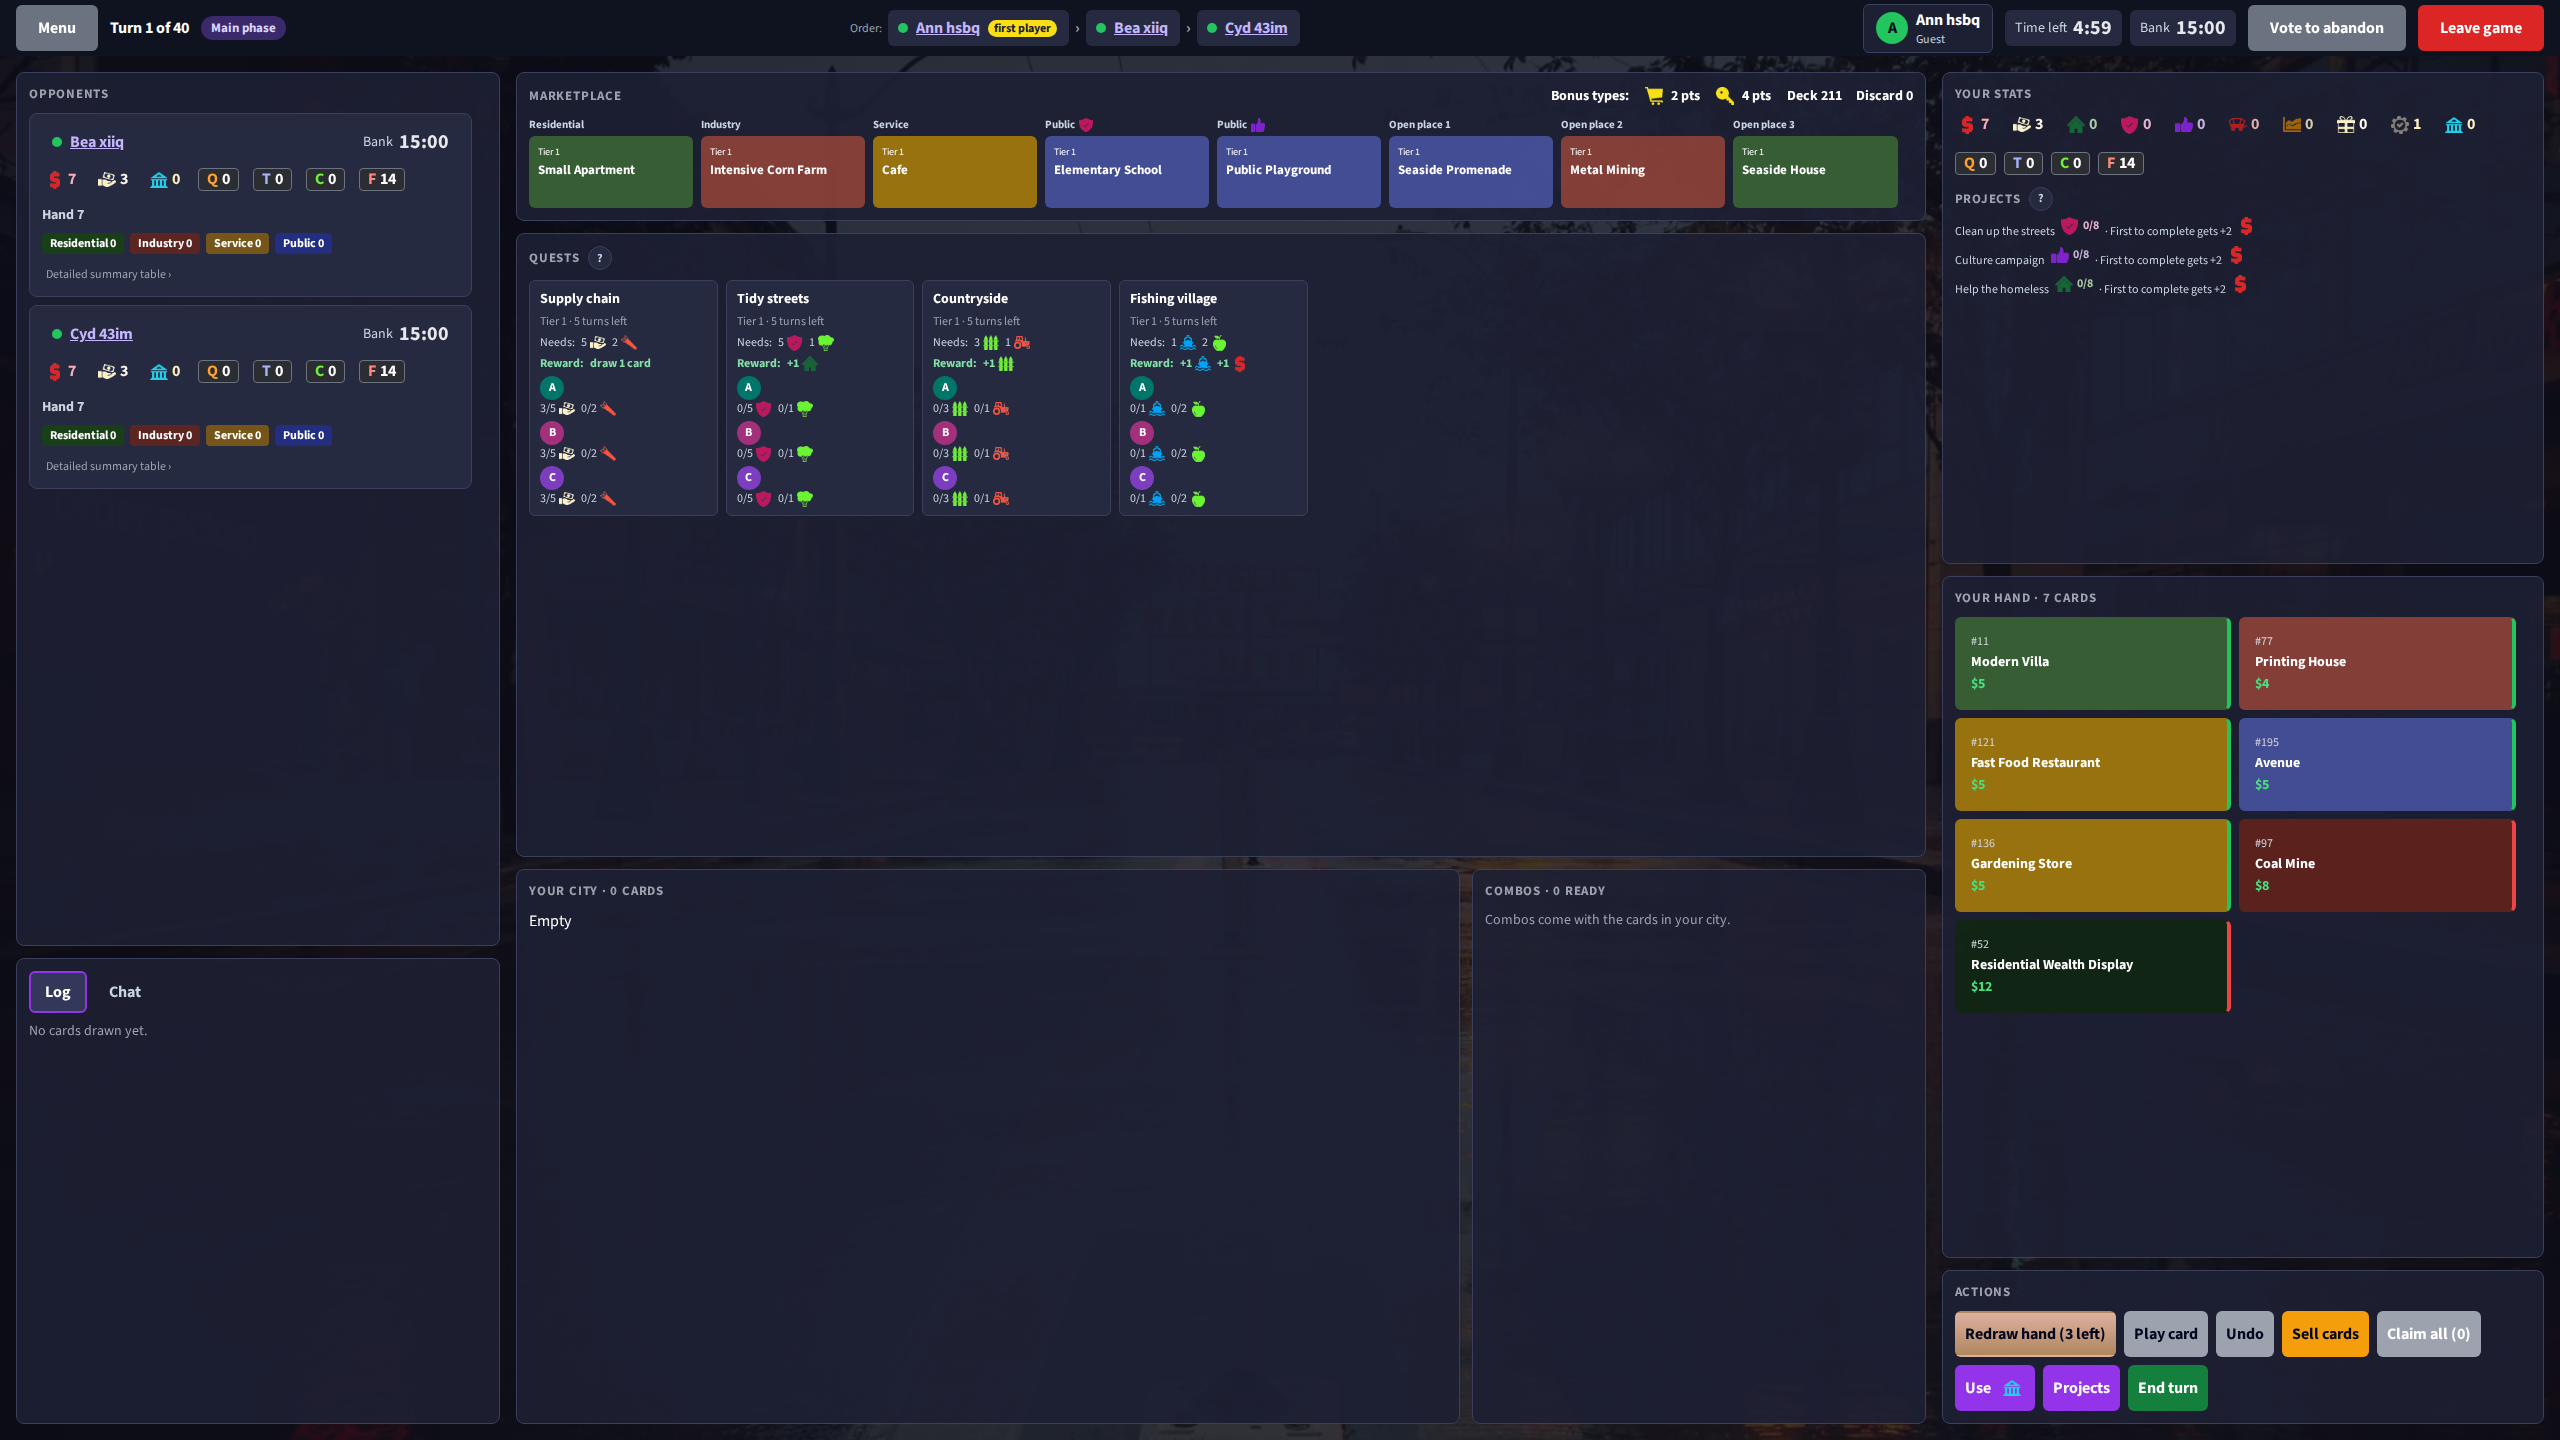 Menu
Turn 1 of 40
Main phase
Order:
Ann hsbq
first player
›
Bea xiiq
›
Cyd 43im
A
Ann hsbq
Guest
Time left 4:59
Bank 15:00
Vote to abandon
Leave game
OPPONENTS
Bea xiiq
Bank 15:00
7 3 0 Q 0 T 0 C 0 F 14
Hand 7
Residential 0 Industry 0 Service 0 Public 0
Detailed summary table ›
Cyd 43im
Bank 15:00
7 3 0 Q 0 T 0 C 0 F 14
Hand 7
Residential 0 Industry 0 Service 0 Public 0
Detailed summary table ›
Log
Chat
No cards drawn yet.
MARKETPLACE
Bonus types: 2 pts 4 pts Deck 211 Discard 0
Residential
Tier 1
Small Apartment
Industry
Tier 1
Intensive Corn Farm
Service
Tier 1
Cafe
Public
Tier 1
Elementary School
Public
Tier 1
Public Playground
Open place 1
Tier 1
Seaside Promenade
Open place 2
Tier 1
Metal Mining
Open place 3
Tier 1
Seaside House
QUESTS ?
Supply chain
Tier 1 · 5 turns left
Needs: 5 2
Reward: draw 1 card
A
3/5 0/2
B
3/5 0/2
C
3/5 0/2
Tidy streets
Tier 1 · 5 turns left
Needs: 5 1
Reward: +1
A
0/5 0/1
B
0/5 0/1
C
0/5 0/1
Countryside
Tier 1 · 5 turns left
Needs: 3 1
Reward: +1
A
0/3 0/1
B
0/3 0/1
C
0/3 0/1
Fishing village
Tier 1 · 5 turns left
Needs: 1 2
Reward: +1 +1
A
0/1 0/2
B
0/1 0/2
C
0/1 0/2
YOUR CITY · 0 CARDS
Empty
COMBOS · 0 READY
Combos come with the cards in your city.
YOUR STATS
7 3 0 0 0 0 0 0 1 0
Q 0 T 0 C 0 F 14
PROJECTS ?
Clean up the streets 0/8 · First to complete gets +2
Culture campaign 0/8 · First to complete gets +2
Help the homeless 0/8 · First to complete gets +2
YOUR HAND · 7 CARDS
#11
Modern Villa
$5
#77
Printing House
$4
#121
Fast Food Restaurant
$5
#195
Avenue
$5
#136
Gardening Store
$5
#97
Coal Mine
$8
#52
Residential Wealth Display
$12
ACTIONS
Redraw hand (3 left)
Play card
Undo
Sell cards
Claim all (0)
Use
Projects
End turn